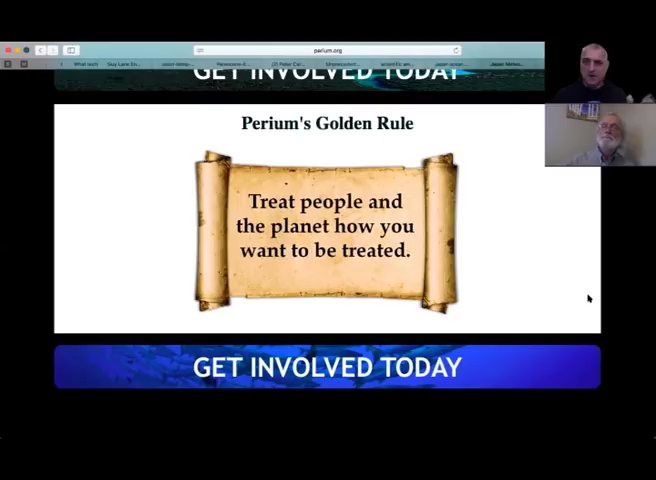 perium.org
GET INVOLVED TODAY
Perium's Golden Rule
Treat people and
the planet how you
want to be treated.
GET INVOLVED TODAY